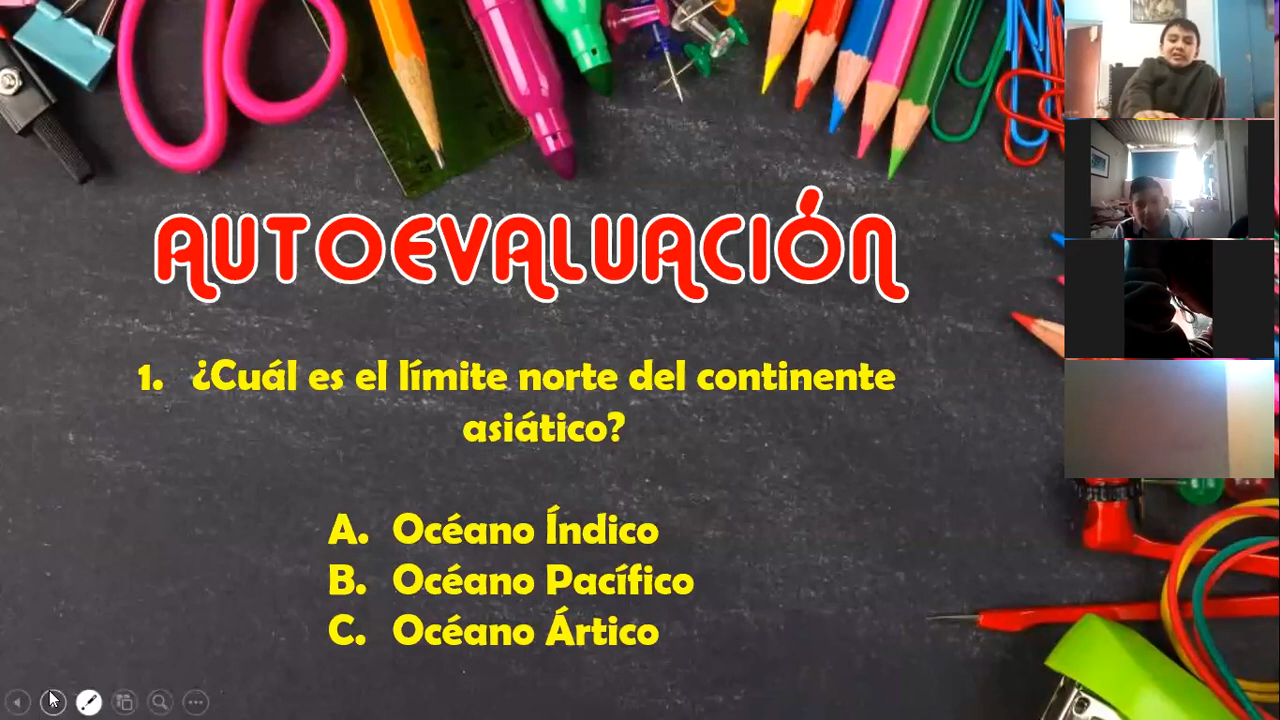 AUTOEVALUACIÓN
1. ¿Cuál es el límite norte del continente
asiático?
A. Océano Índico
B. Océano Pacífico
C. Océano Ártico